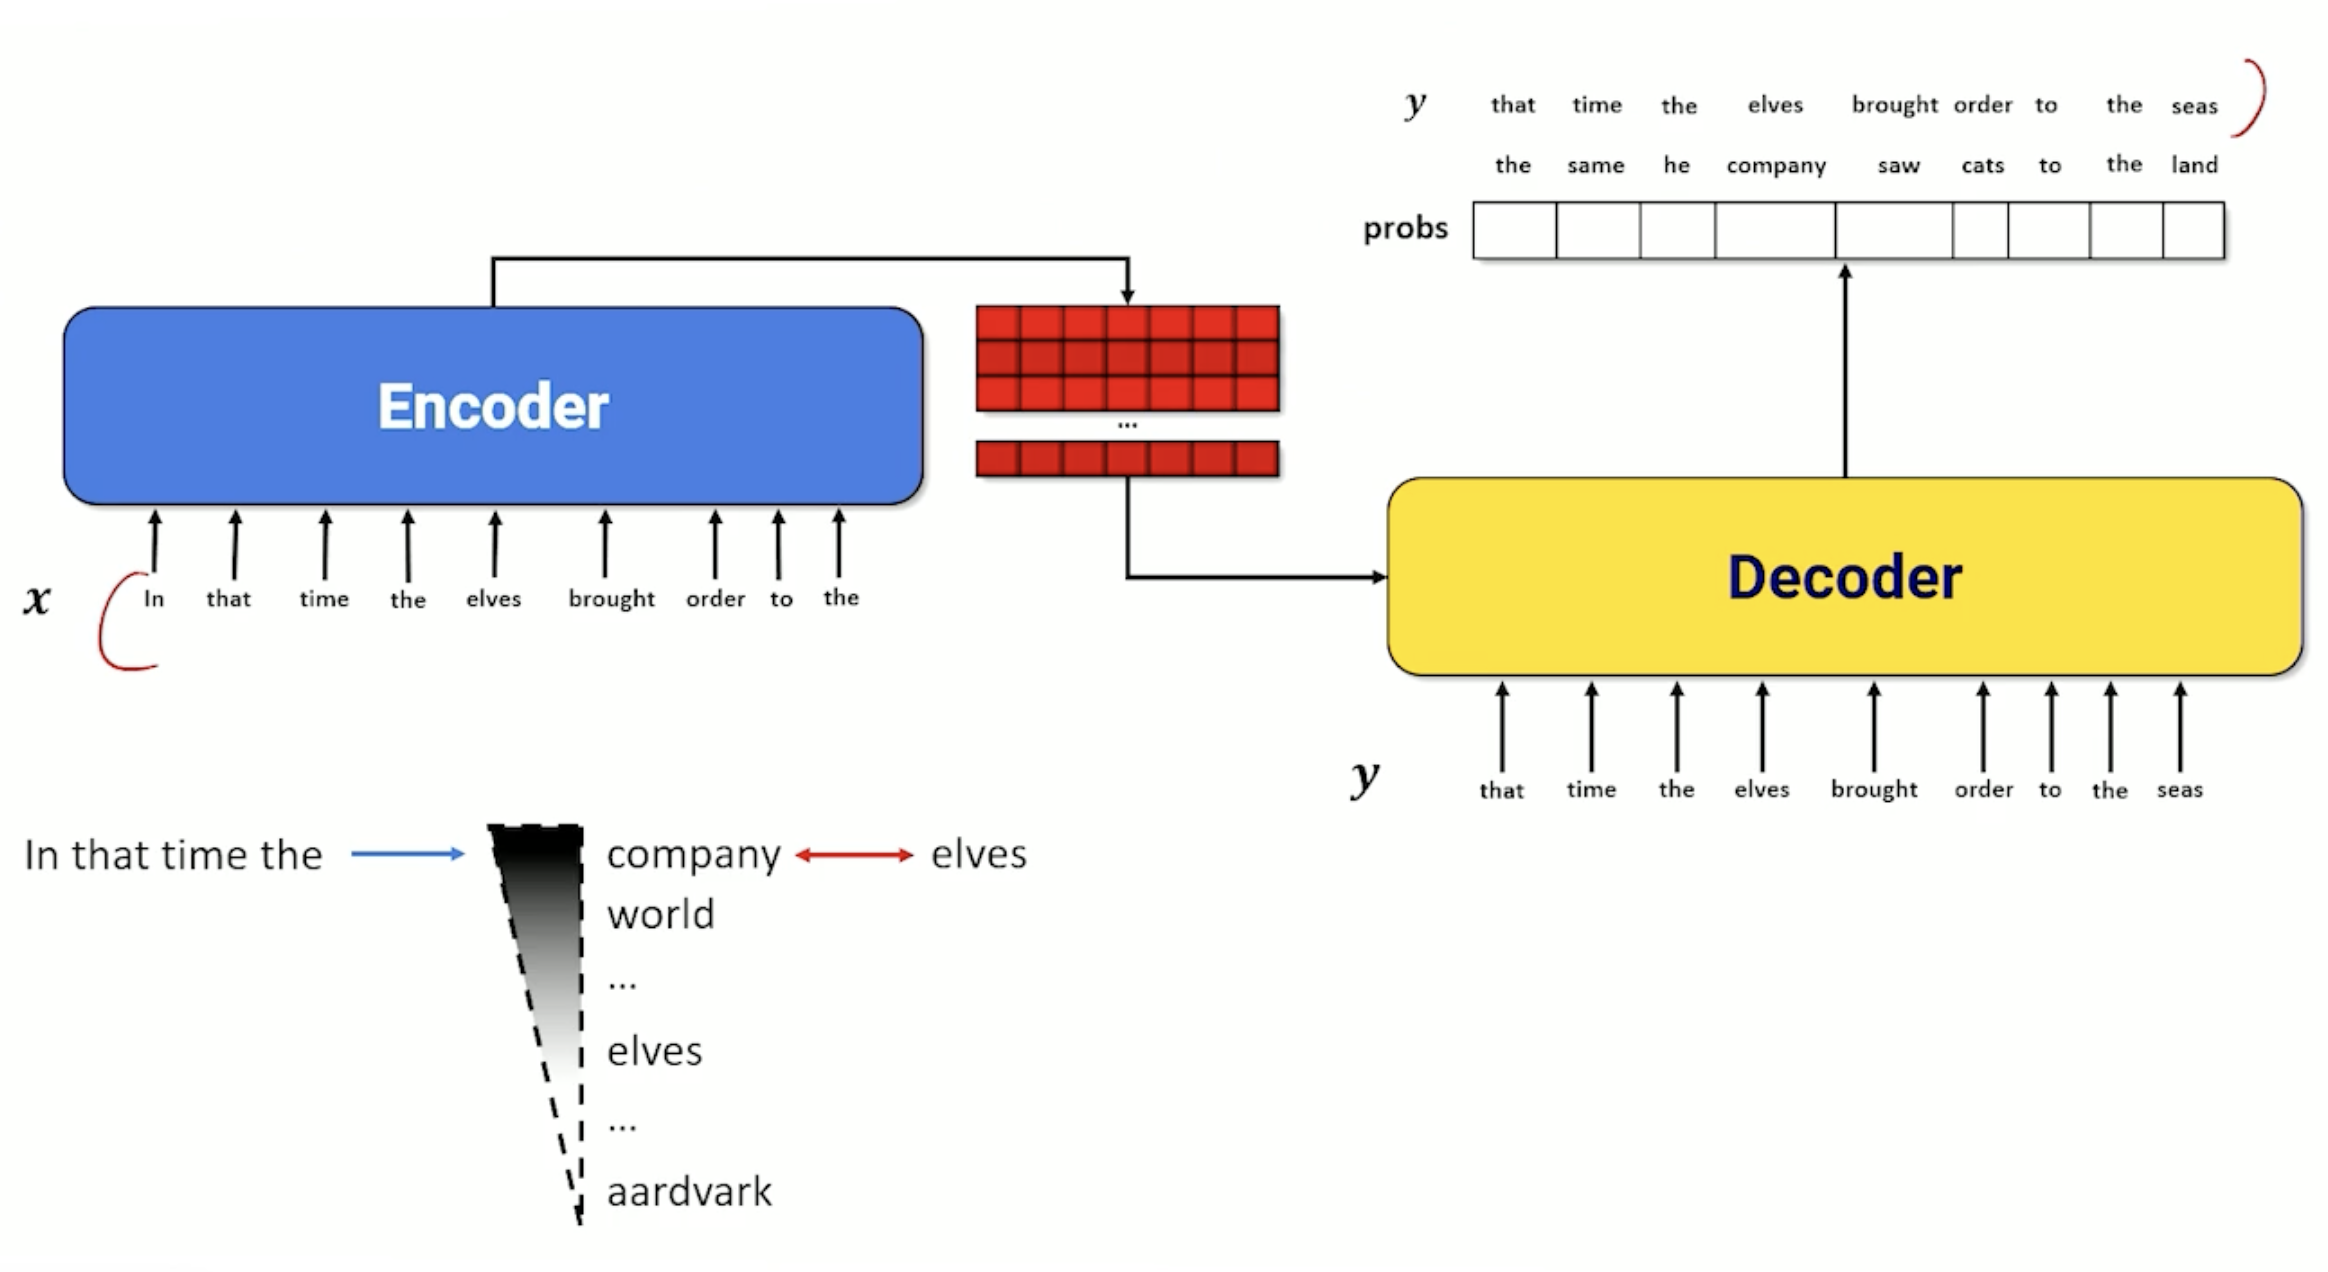 y that time the elves brought order to the seas
the same he company saw cats to the land
probs
Encoder
...
x In that time the elves brought order to the
Decoder
y that time the elves brought order to the seas
In that time the company elves
world
...
elves
...
aardvark